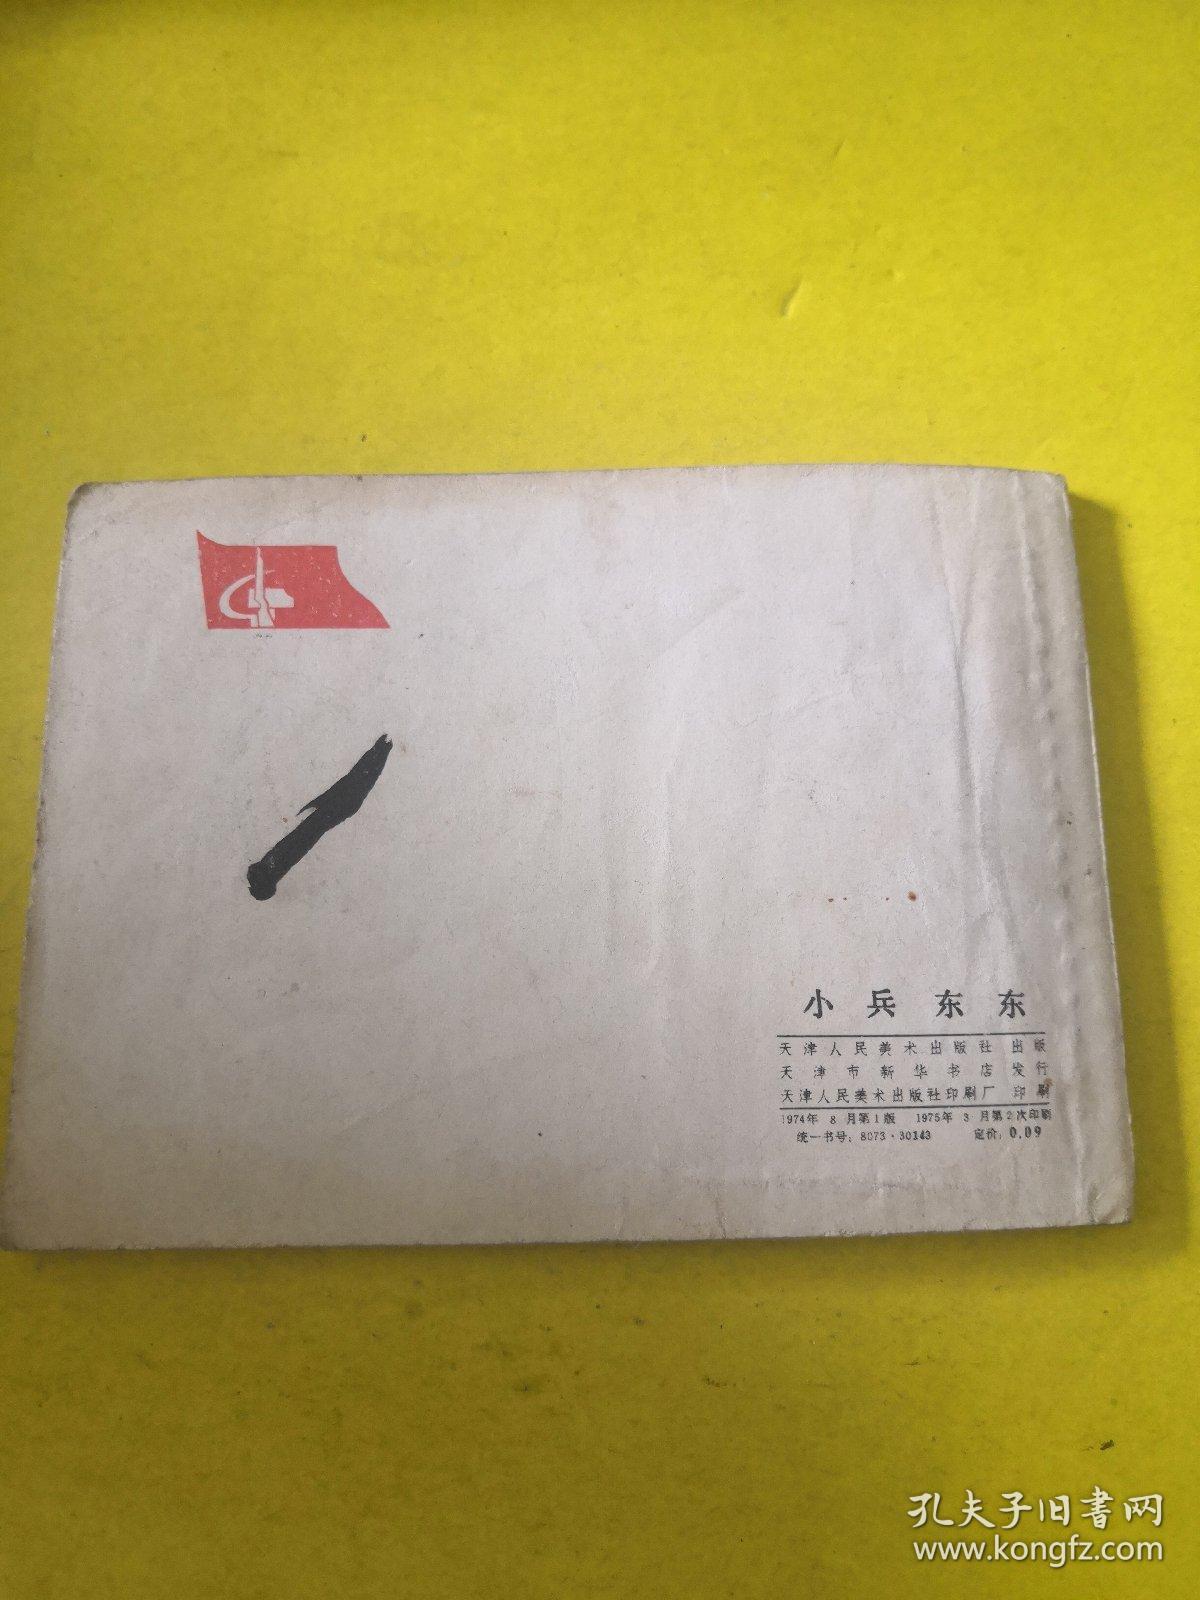 小兵东东
天津人民美术出版社 出版
天津市新华书店 发行
天津人民美术出版社印刷厂 印刷
1974年8月第1版 1975年3月第2次印刷
统一书号：8073·30143 定价：0.09
孔夫子旧書网
www.kongfz.com